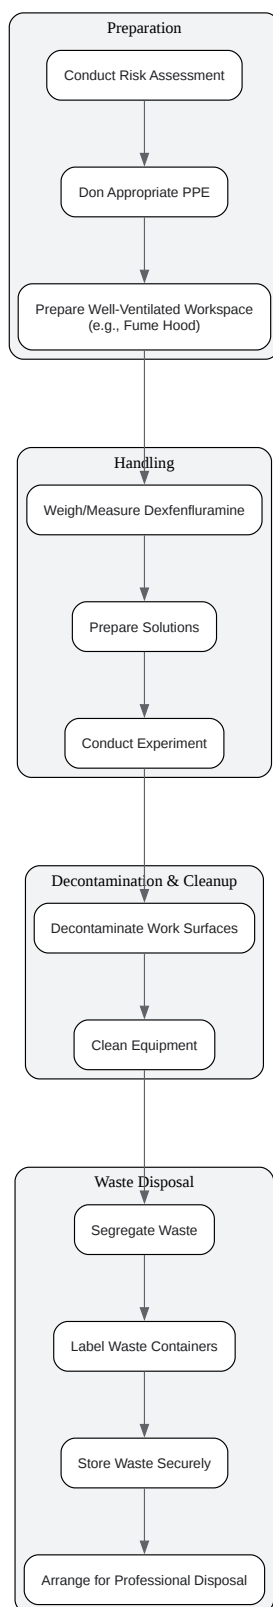 Preparation
Conduct Risk Assessment
Don Appropriate PPE
Prepare Well-Ventilated Workspace
(e.g., Fume Hood)
Handling
Weigh/Measure Dexfenfluramine
Prepare Solutions
Conduct Experiment
Decontamination & Cleanup
Decontaminate Work Surfaces
Clean Equipment
Waste Disposal
Segregate Waste
Label Waste Containers
Store Waste Securely
Arrange for Professional Disposal